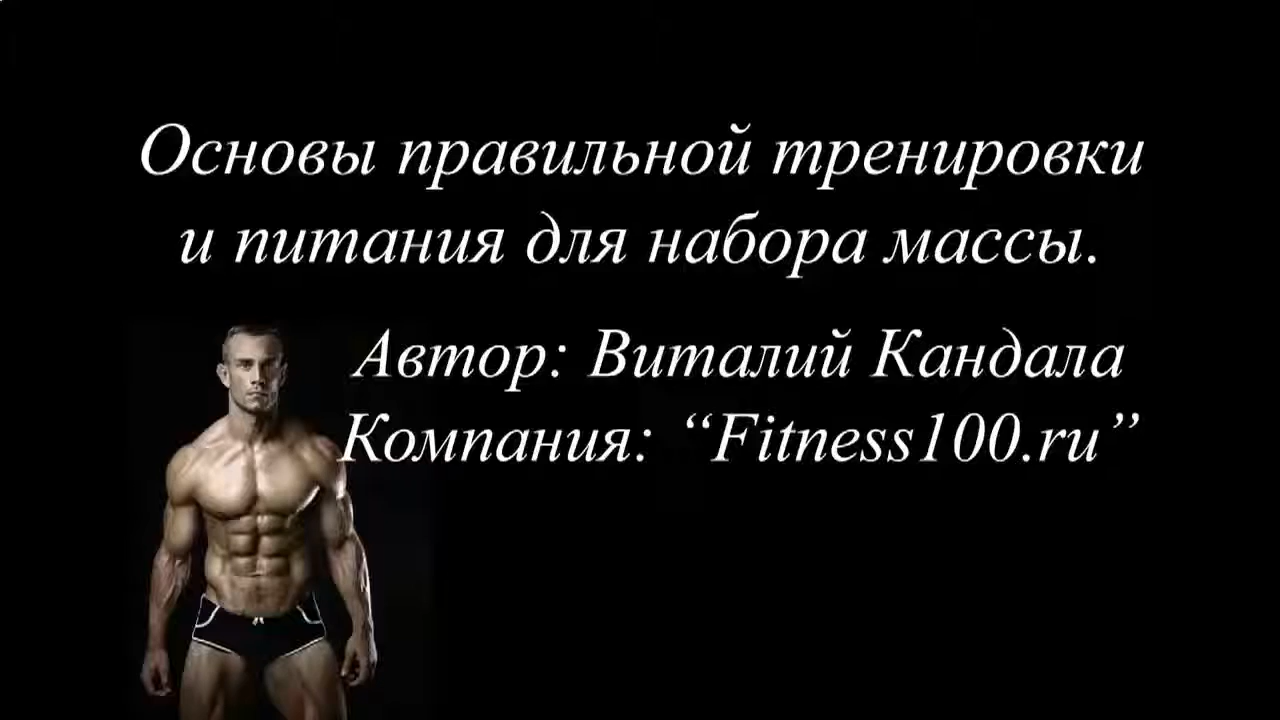 Основы правильной тренировки
и питания для набора массы.
Автор: Виталий Кандала
Компания: “Fitness100.ru”